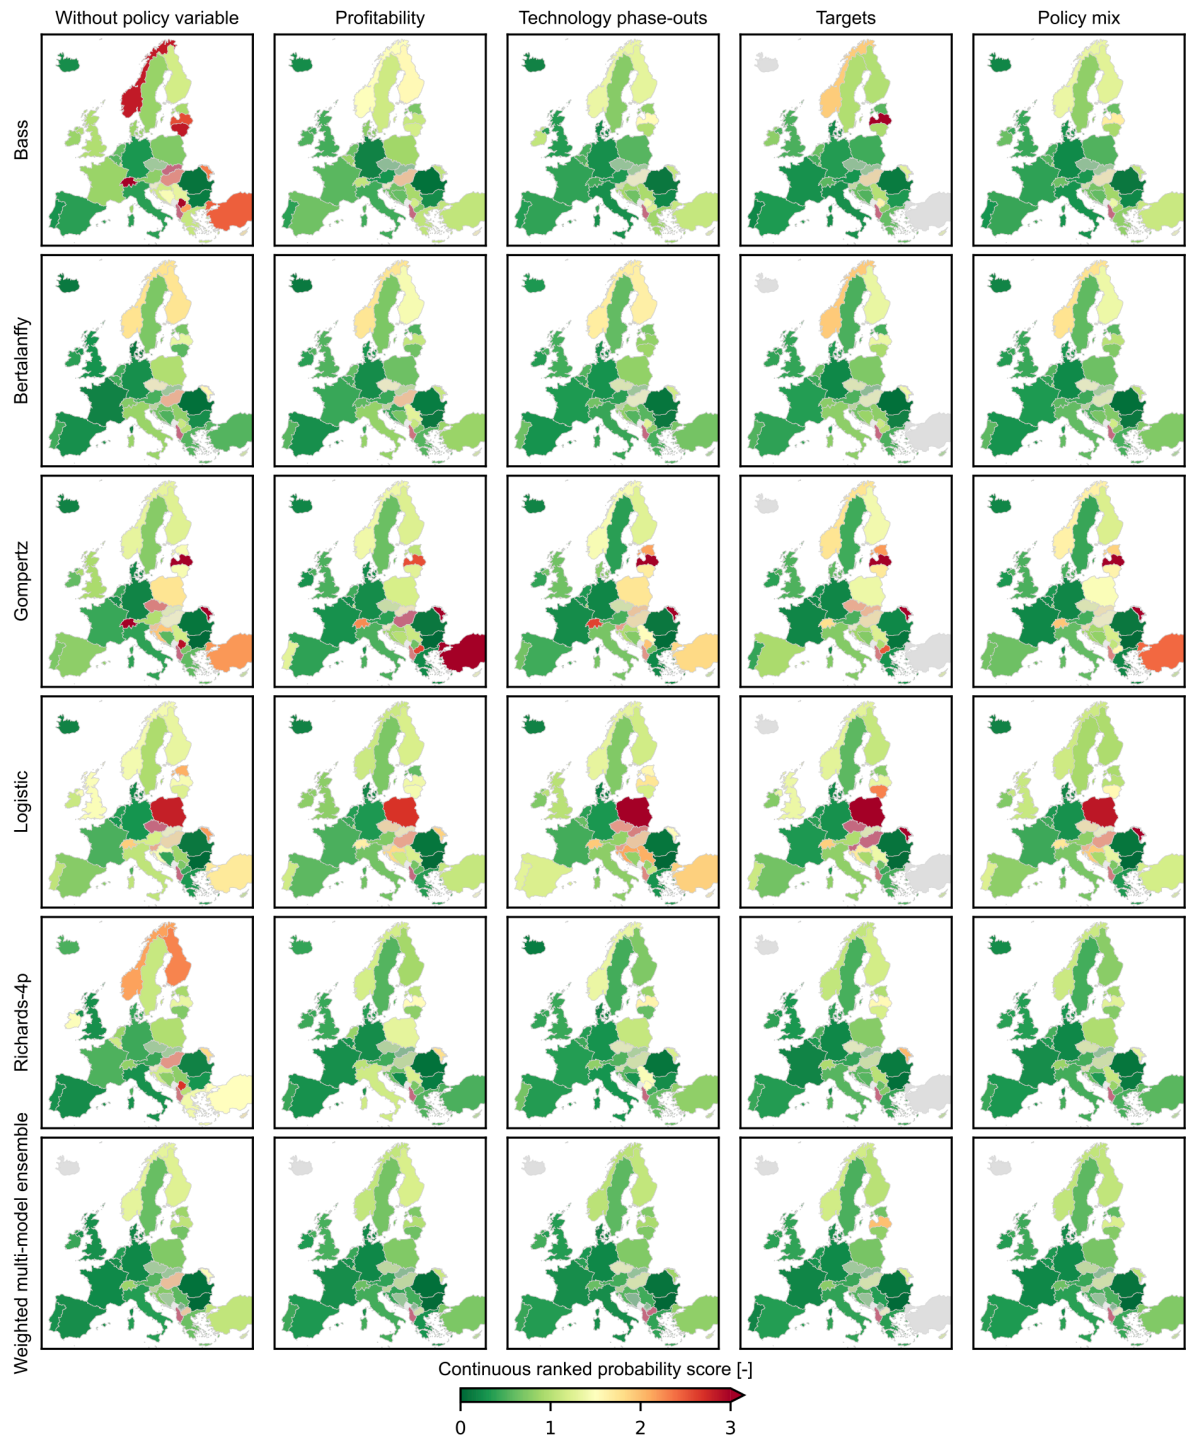 Without policy variable
Profitability
Technology phase-outs
Targets
Policy mix
Bass
Bertalanffy
Gompertz
Logistic
Richards-4p
Weighted multi-model ensemble
Continuous ranked probability score [-]
0 1 2 3